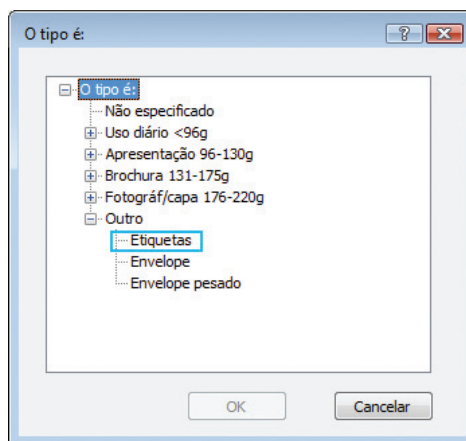 O tipo é:
O tipo é:
Não especificado
Uso diário <96g
Apresentação 96-130g
Brochura 131-175g
Fotográf/capa 176-220g
Outro
Etiquetas
Envelope
Envelope pesado
OK Cancelar